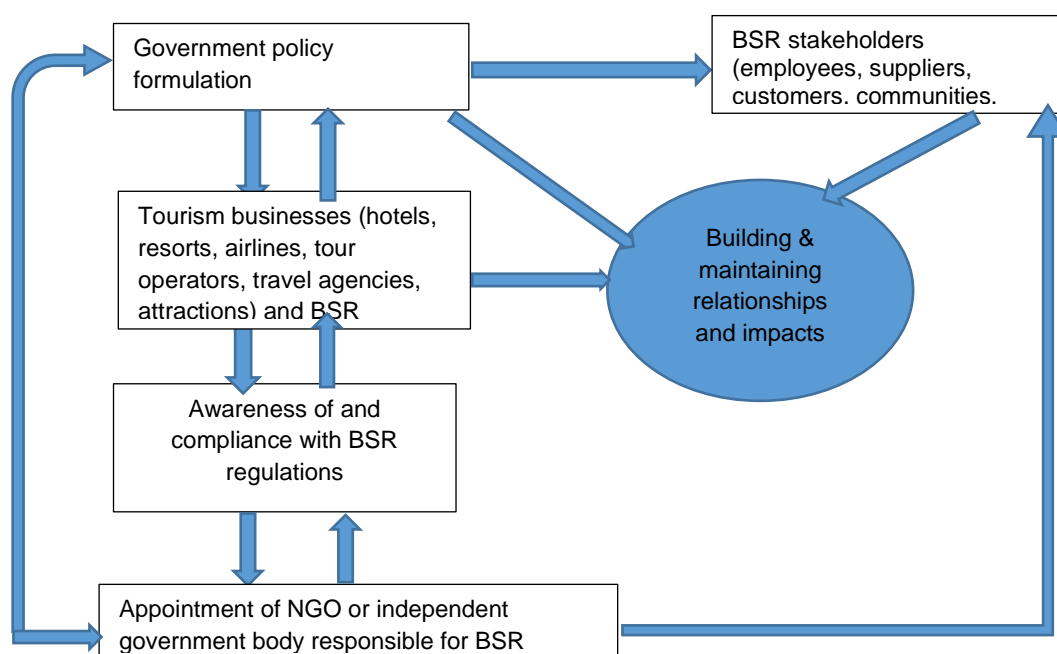 Government policy
formulation
BSR stakeholders
(employees, suppliers,
customers. communities.
Tourism businesses (hotels,
resorts, airlines, tour
operators, travel agencies,
attractions) and BSR
Building &
maintaining
relationships
and impacts
Awareness of and
compliance with BSR
regulations
Appointment of NGO or independent
government body responsible for BSR